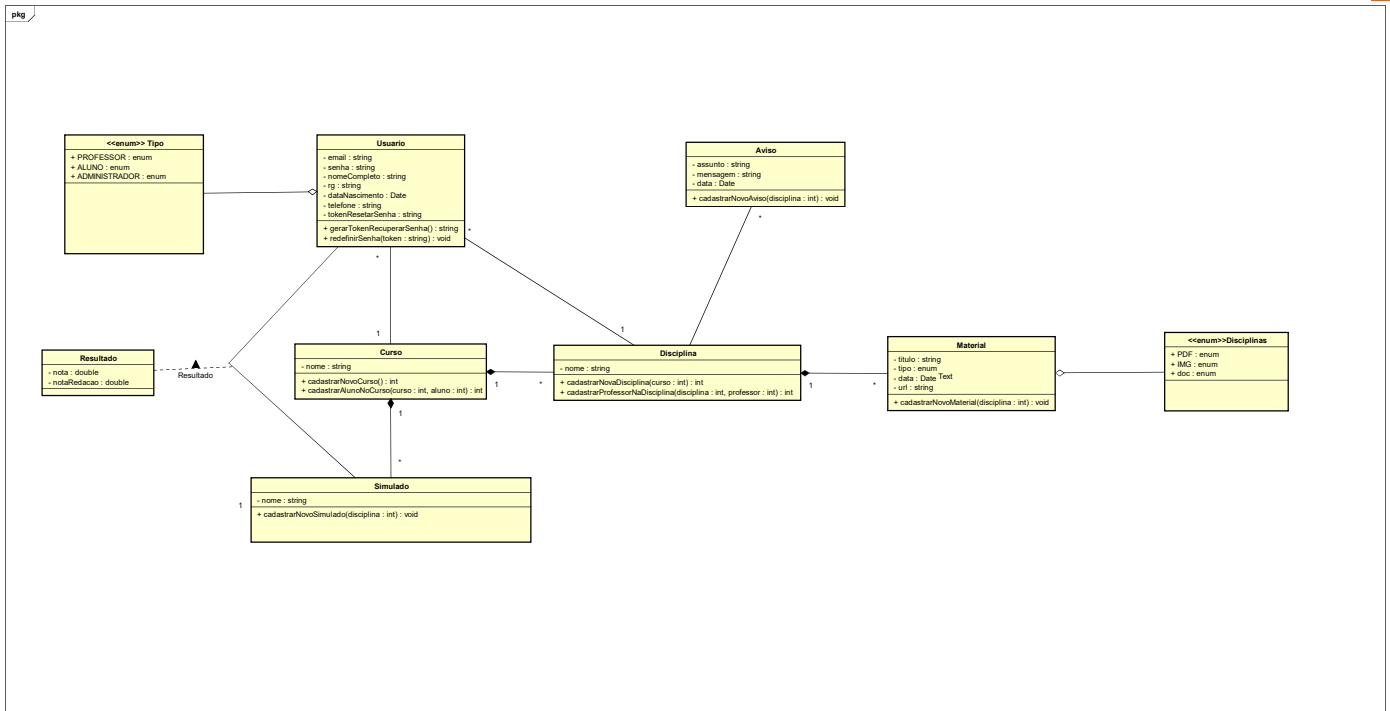 pkg
<<enum>> Tipo
+ PROFESSOR : enum
+ ALUNO : enum
+ ADMINISTRADOR : enum
Usuario
- email : string
- senha : string
- nomeCompleto : string
- rg : string
- dataNascimento : Date
- telefone : string
- tokenResetarSenha : string
+ gerarTokenRecuperarSenha() : string
+ redefinirSenha(token : string) : void
Aviso
- assunto : string
- mensagem : string
- data : Date
+ cadastrarNovoAviso(disciplina : int) : void
*
*
*
1
1
Resultado
- nota : double
- notaRedacao : double
Resultado
Curso
- nome : string
+ cadastrarNovoCurso() : int
+ cadastrarAlunoNoCurso(curso : int, aluno : int) : int
1
*
1
*
Disciplina
- nome : string
+ cadastrarNovaDisciplina(curso : int) : int
+ cadastrarProfessorNaDisciplina(disciplina : int, professor : int) : int
1
*
Material
- titulo : string
- tipo : enum
- data : Date
Text
- url : string
+ cadastrarNovoMaterial(disciplina : int) : void
<<enum>>Disciplinas
+ PDF : enum
+ IMG : enum
+ doc : enum
Simulado
- nome : string
+ cadastrarNovoSimulado(disciplina : int) : void
1